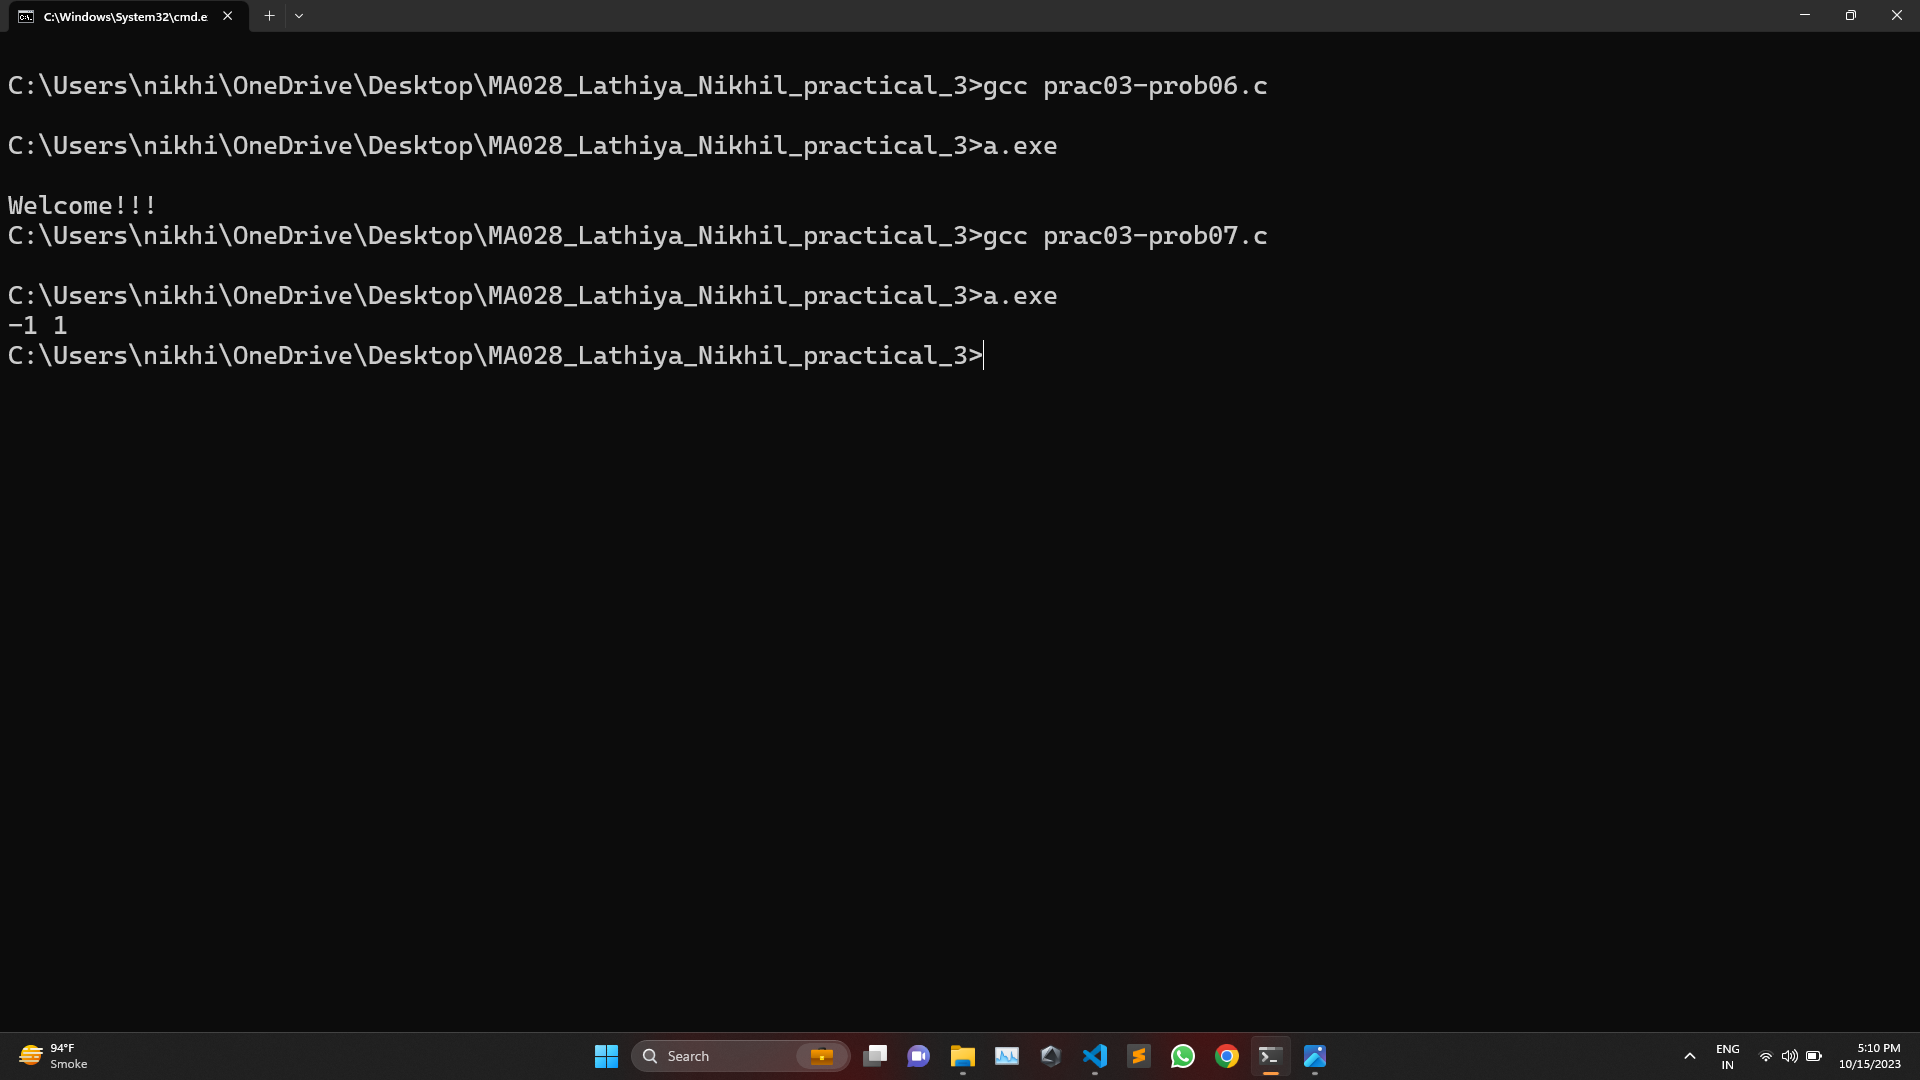 C:\Windows\System32\cmd.e
C:\Users\nikhi\OneDrive\Desktop\MA028_Lathiya_Nikhil_practical_3>gcc prac03-prob06.c
C:\Users\nikhi\OneDrive\Desktop\MA028_Lathiya_Nikhil_practical_3>a.exe
Welcome!!!
C:\Users\nikhi\OneDrive\Desktop\MA028_Lathiya_Nikhil_practical_3>gcc prac03-prob07.c
C:\Users\nikhi\OneDrive\Desktop\MA028_Lathiya_Nikhil_practical_3>a.exe
-1 1
C:\Users\nikhi\OneDrive\Desktop\MA028_Lathiya_Nikhil_practical_3>
94°F
Smoke
Search
ENG
IN
5:10 PM
10/15/2023